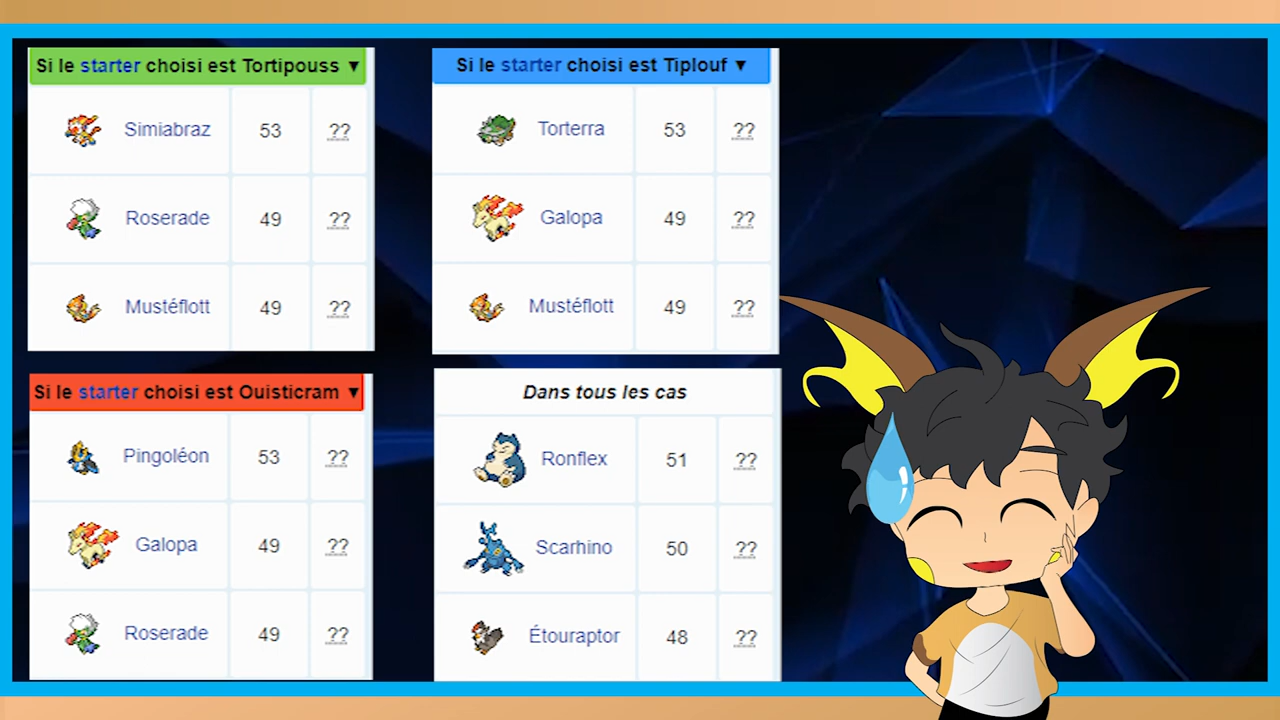 Si le starter choisi est Tortipouss ▼
Simiabraz 53 ??
Roserade 49 ??
Mustéflott 49 ??
Si le starter choisi est Tiplouf ▼
Torterra 53 ??
Galopa 49 ??
Mustéflott 49 ??
Si le starter choisi est Ouisticram ▼
Pingoléon 53 ??
Galopa 49 ??
Roserade 49 ??
Dans tous les cas
Ronflex 51 ??
Scarhino 50 ??
Étouraptor 48 ??